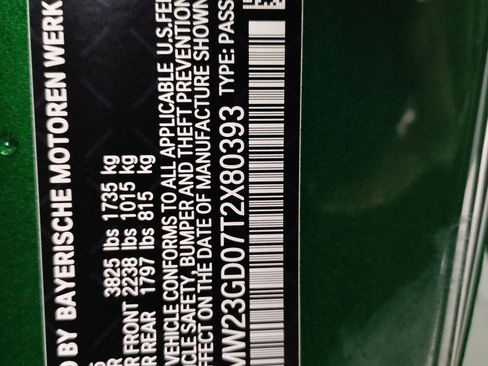 D BY BAYERISCHE MOTOREN WERK
3825 lbs 1735 kg
R FRONT 2238 lbs 1015 kg
R REAR 1797 lbs 815 kg
VEHICLE CONFORMS TO ALL APPLICABLE U.S.FE
CLE SAFETY, BUMPER AND THEFT PREVENTION
EFFECT ON THE DATE OF MANUFACTURE SHOWN
MW23GD07T2X80393 TYPE: PASS